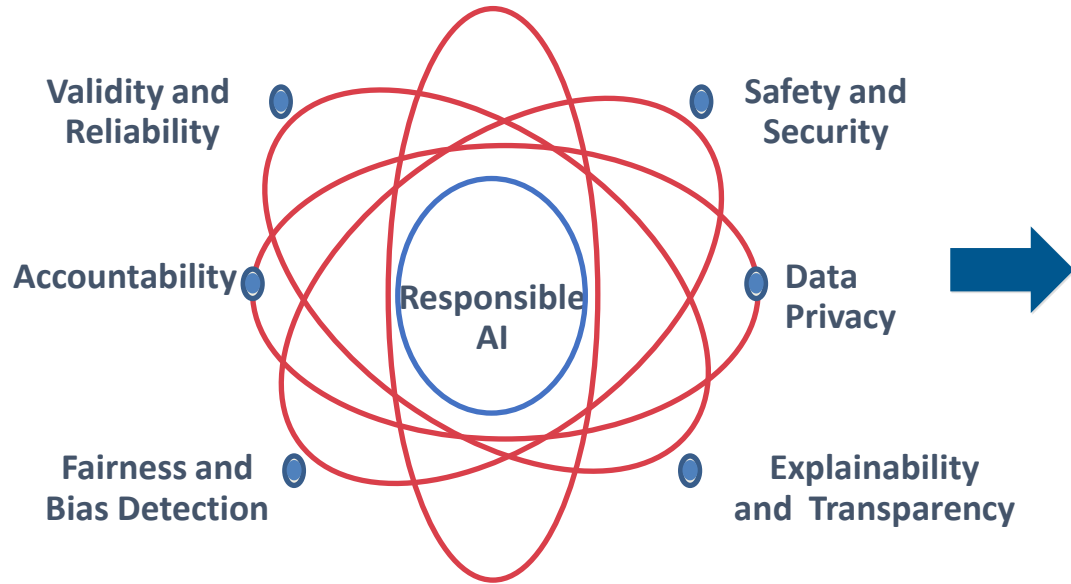 Validity and
Reliability
Safety and
Security
Accountability
Responsible
AI
Data
Privacy
Fairness and
Bias Detection
Explainability
and  Transparency